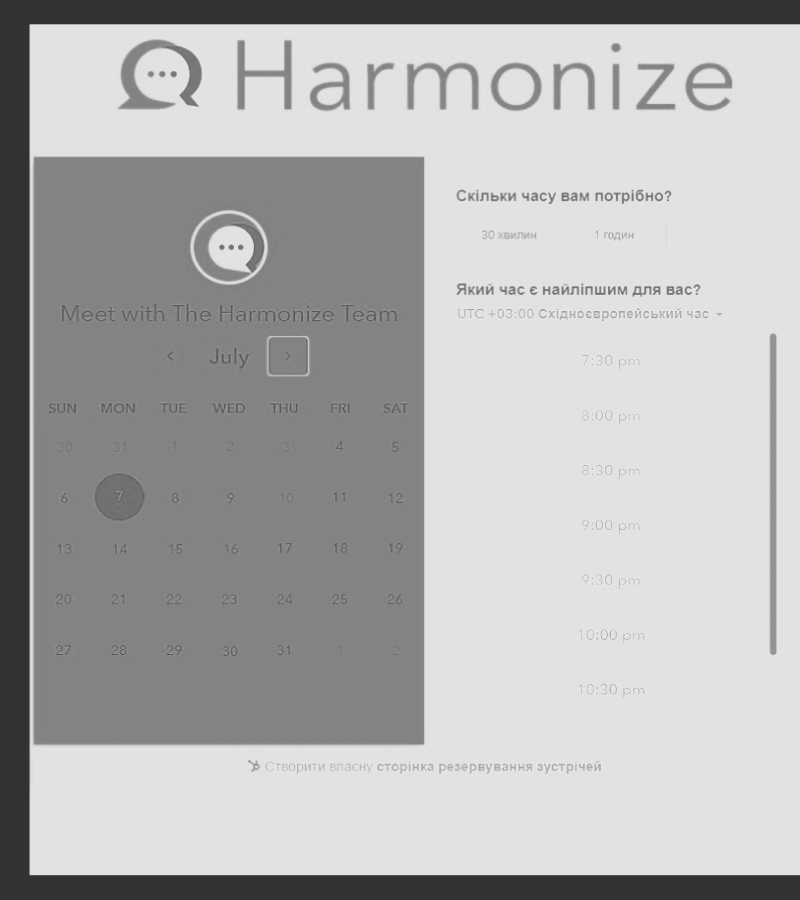 Harmonize
Meet with The Harmonize Team
July
SUN MON TUE WED THU FRI SAT
30 31 1 2 3 4 5
6 7 8 9 10 11 12
13 14 15 16 17 18 19
20 21 22 23 24 25 26
27 28 29 30 31 1 2
Скільки часу вам потрібно?
30 хвилин 1 годин
Який час є найліпшим для вас?
UTC +03:00 Східноєвропейський час
7:30 pm
8:00 pm
8:30 pm
9:00 pm
9:30 pm
10:00 pm
10:30 pm
Створити власну сторінка резервування зустрічей